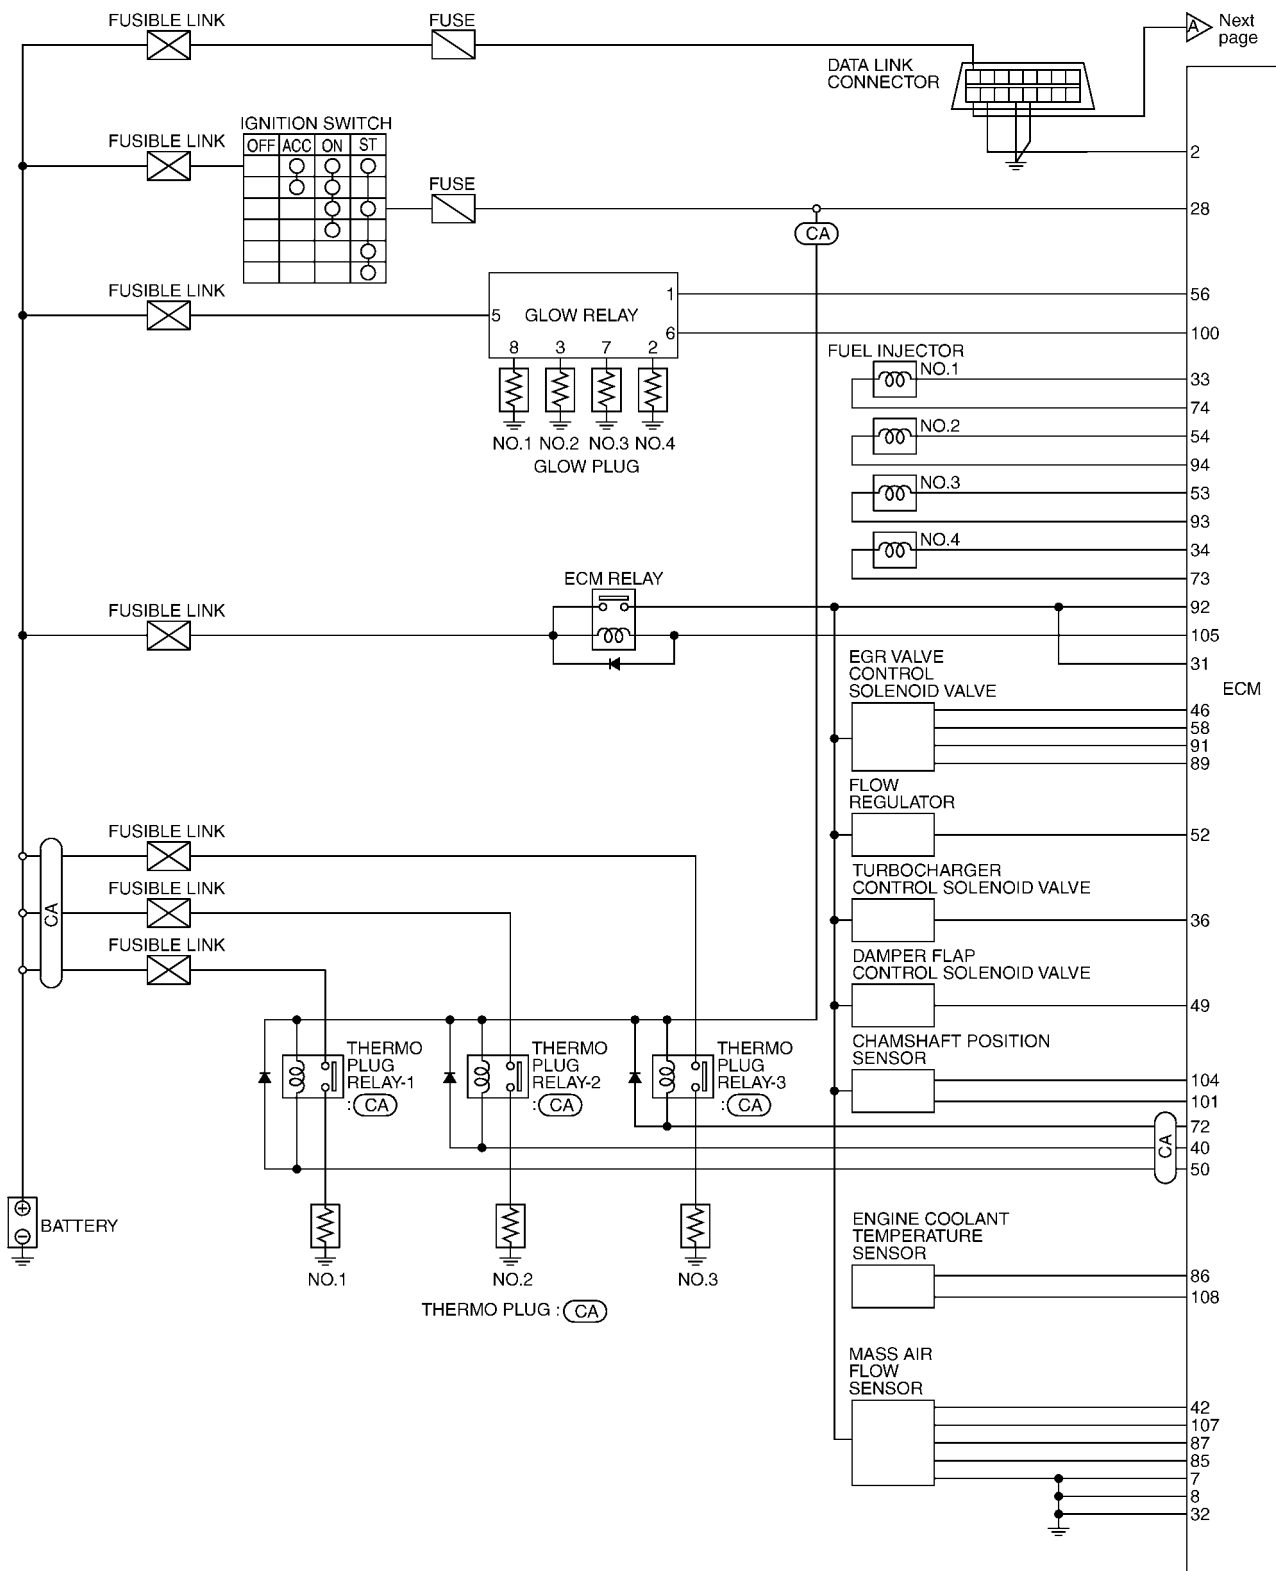 FUSIBLE LINK
FUSE
A
Next
page
DATA LINK
CONNECTOR
IGNITION SWITCH
OFF ACC ON ST
FUSIBLE LINK
2
FUSE
28
CA
FUSIBLE LINK
5
GLOW RELAY
1
56
6
100
8 3 7 2
NO.1 NO.2 NO.3 NO.4
GLOW PLUG
FUEL INJECTOR
NO.1
33
74
NO.2
54
94
NO.3
53
93
NO.4
34
73
ECM RELAY
FUSIBLE LINK
92
105
31
ECM
EGR VALVE
CONTROL
SOLENOID VALVE
46
58
91
89
FLOW
REGULATOR
52
FUSIBLE LINK
TURBOCHARGER
CONTROL SOLENOID VALVE
36
FUSIBLE LINK
CA
FUSIBLE LINK
DAMPER FLAP
CONTROL SOLENOID VALVE
49
CHAMSHAFT POSITION
SENSOR
104
101
THERMO
PLUG
RELAY-1
: CA
THERMO
PLUG
RELAY-2
: CA
THERMO
PLUG
RELAY-3
: CA
72
40
50
CA
BATTERY
NO.1
NO.2
NO.3
THERMO PLUG : CA
ENGINE COOLANT
TEMPERATURE
SENSOR
86
108
MASS AIR
FLOW
SENSOR
42
107
87
85
7
8
32